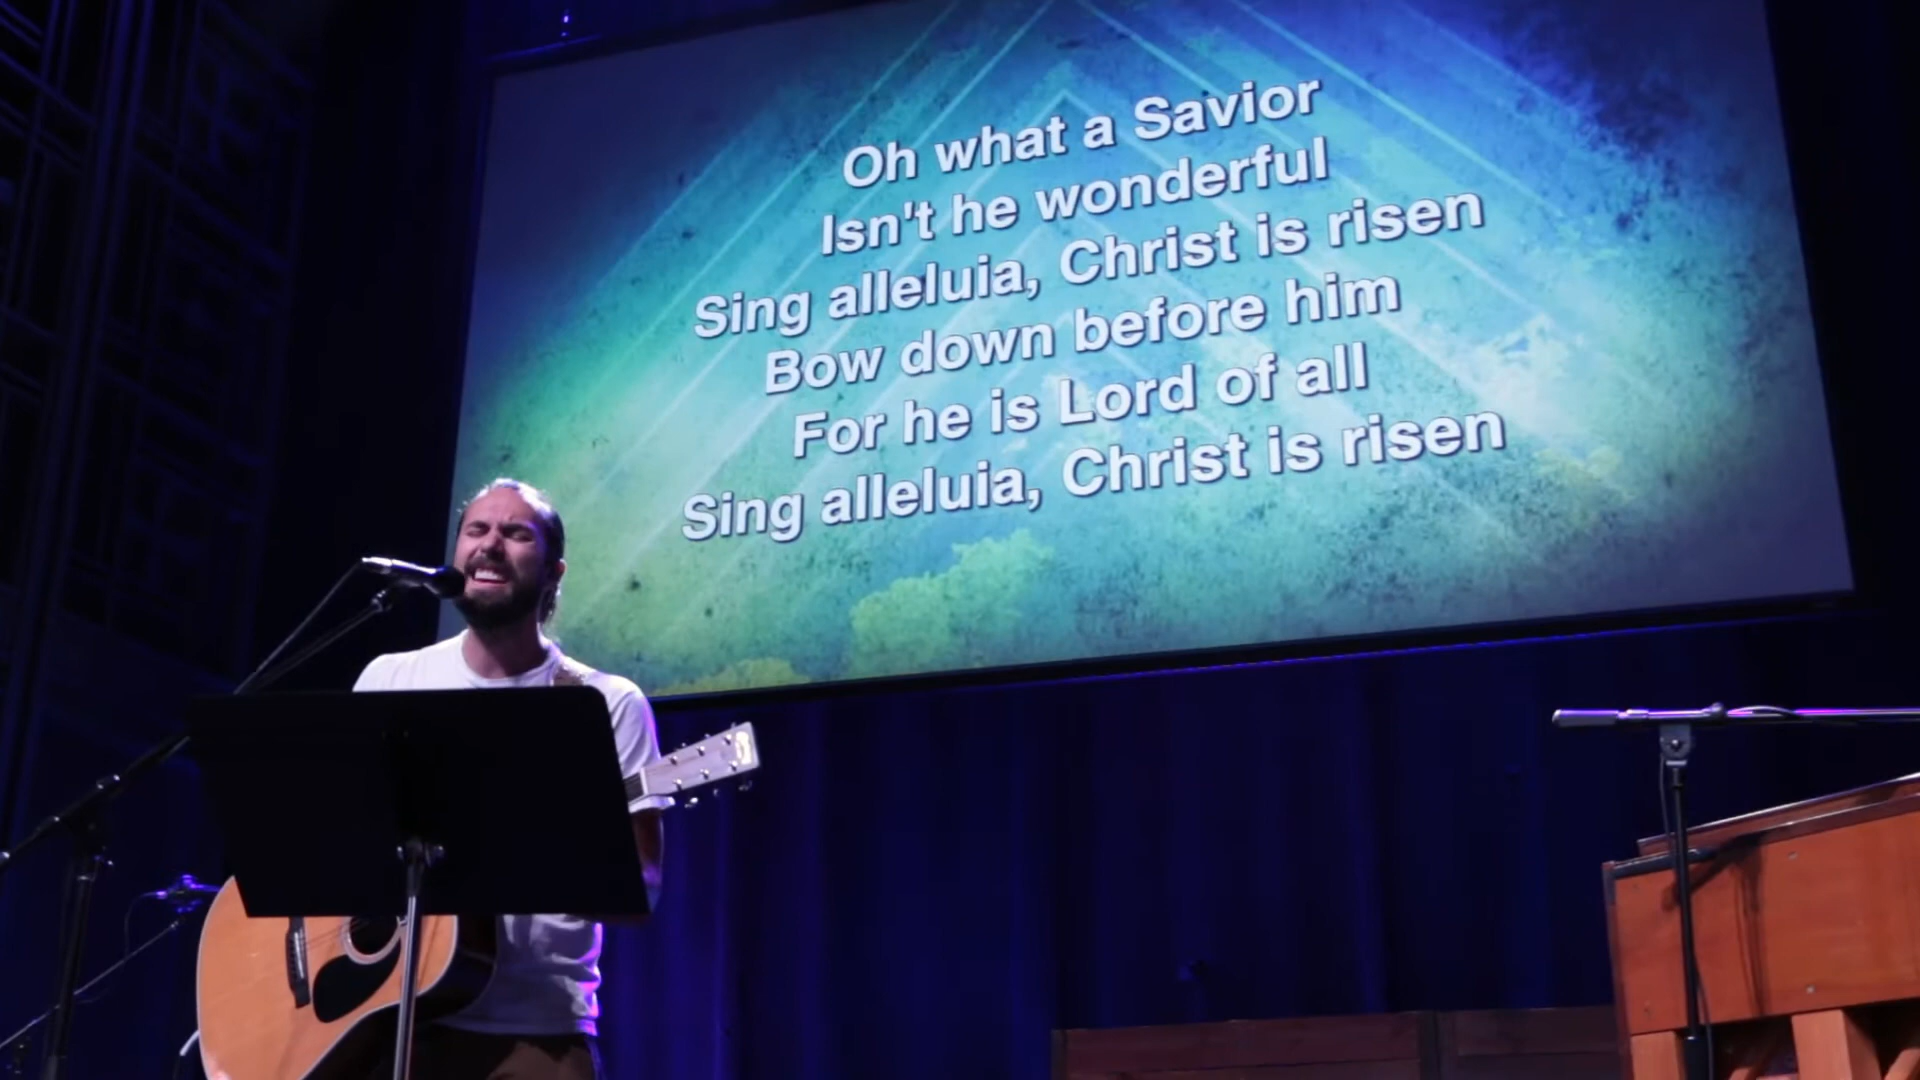 Oh what a Savior
Isn't he wonderful
Sing alleluia, Christ is risen
Bow down before him
For he is Lord of all
Sing alleluia, Christ is risen